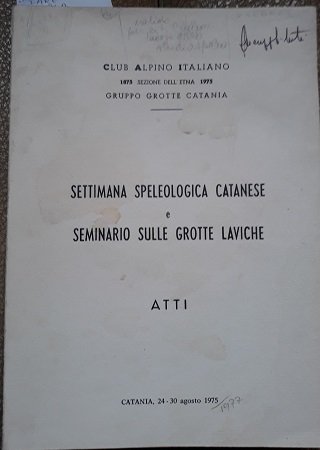 CLUB ALPINO ITALIANO
1875 SEZIONE DELL'ETNA 1975
GRUPPO GROTTE CATANIA
SETTIMANA SPELEOLOGICA CATANESE
e
SEMINARIO SULLE GROTTE LAVICHE
ATTI
CATANIA, 24-30 agosto 1975
/1977